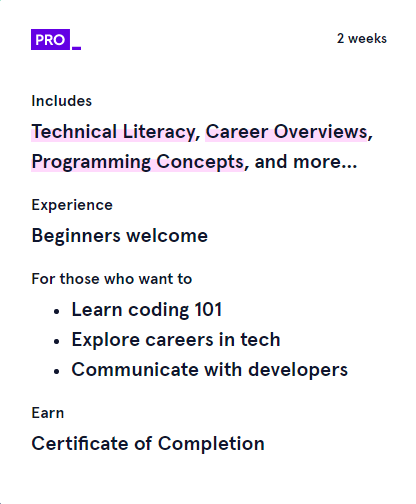 PRO_
2 weeks
Includes
Technical Literacy, Career Overviews,
Programming Concepts, and more...
Experience
Beginners welcome
For those who want to
• Learn coding 101
• Explore careers in tech
• Communicate with developers
Earn
Certificate of Completion